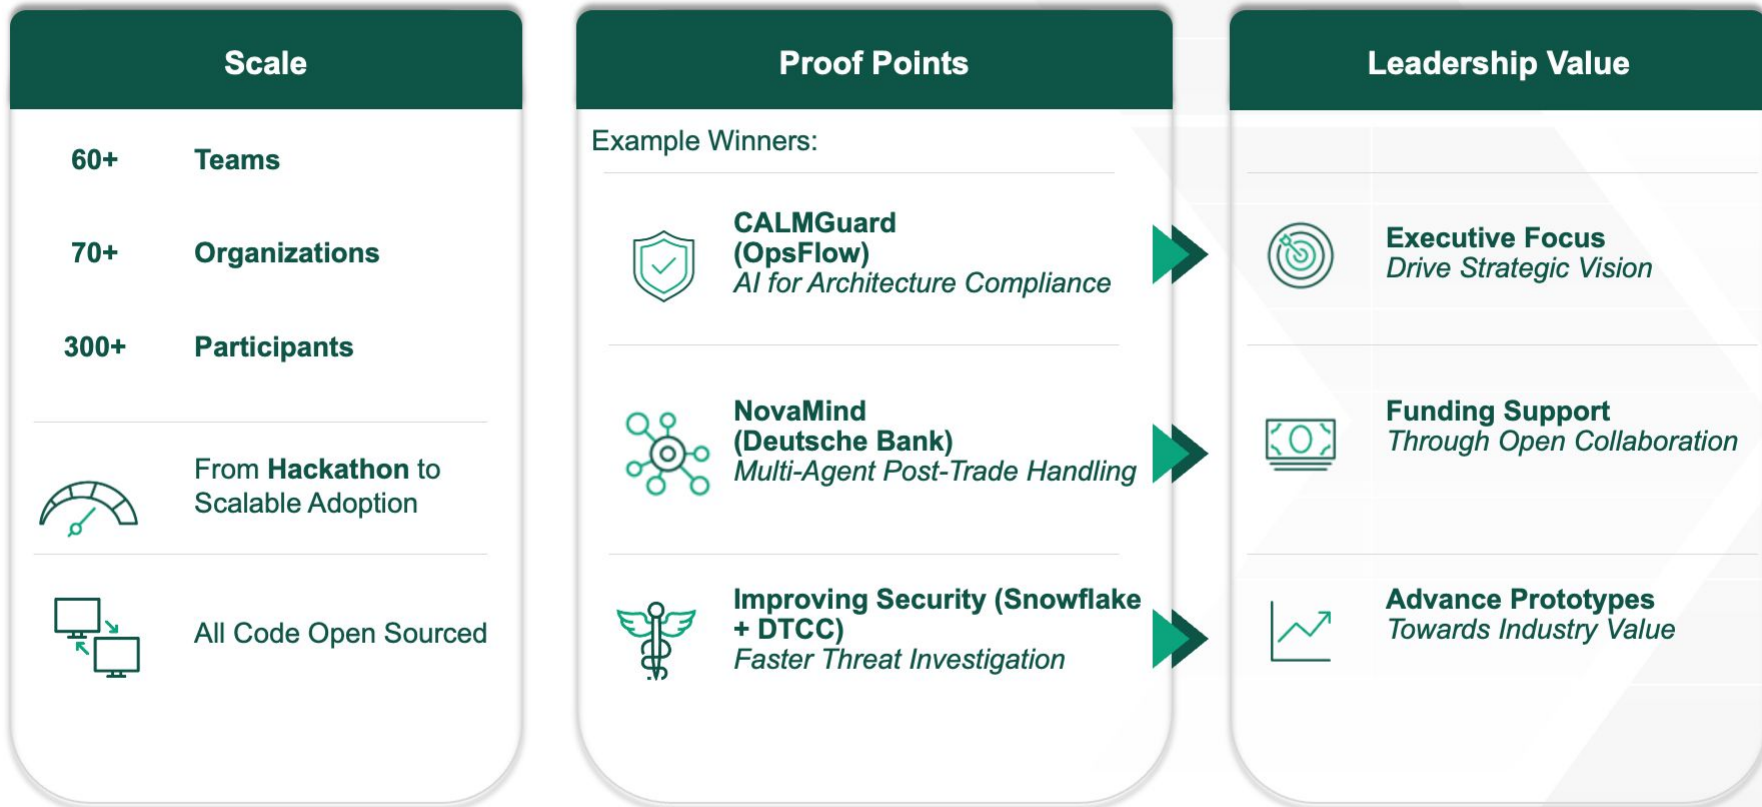 Scale
60+ Teams
70+ Organizations
300+ Participants
From Hackathon to
Scalable Adoption
All Code Open Sourced
Proof Points
Example Winners:
CALMGuard
(OpsFlow)
AI for Architecture Compliance
NovaMind
(Deutsche Bank)
Multi-Agent Post-Trade Handling
Improving Security (Snowflake
+ DTCC)
Faster Threat Investigation
Leadership Value
Executive Focus
Drive Strategic Vision
Funding Support
Through Open Collaboration
Advance Prototypes
Towards Industry Value